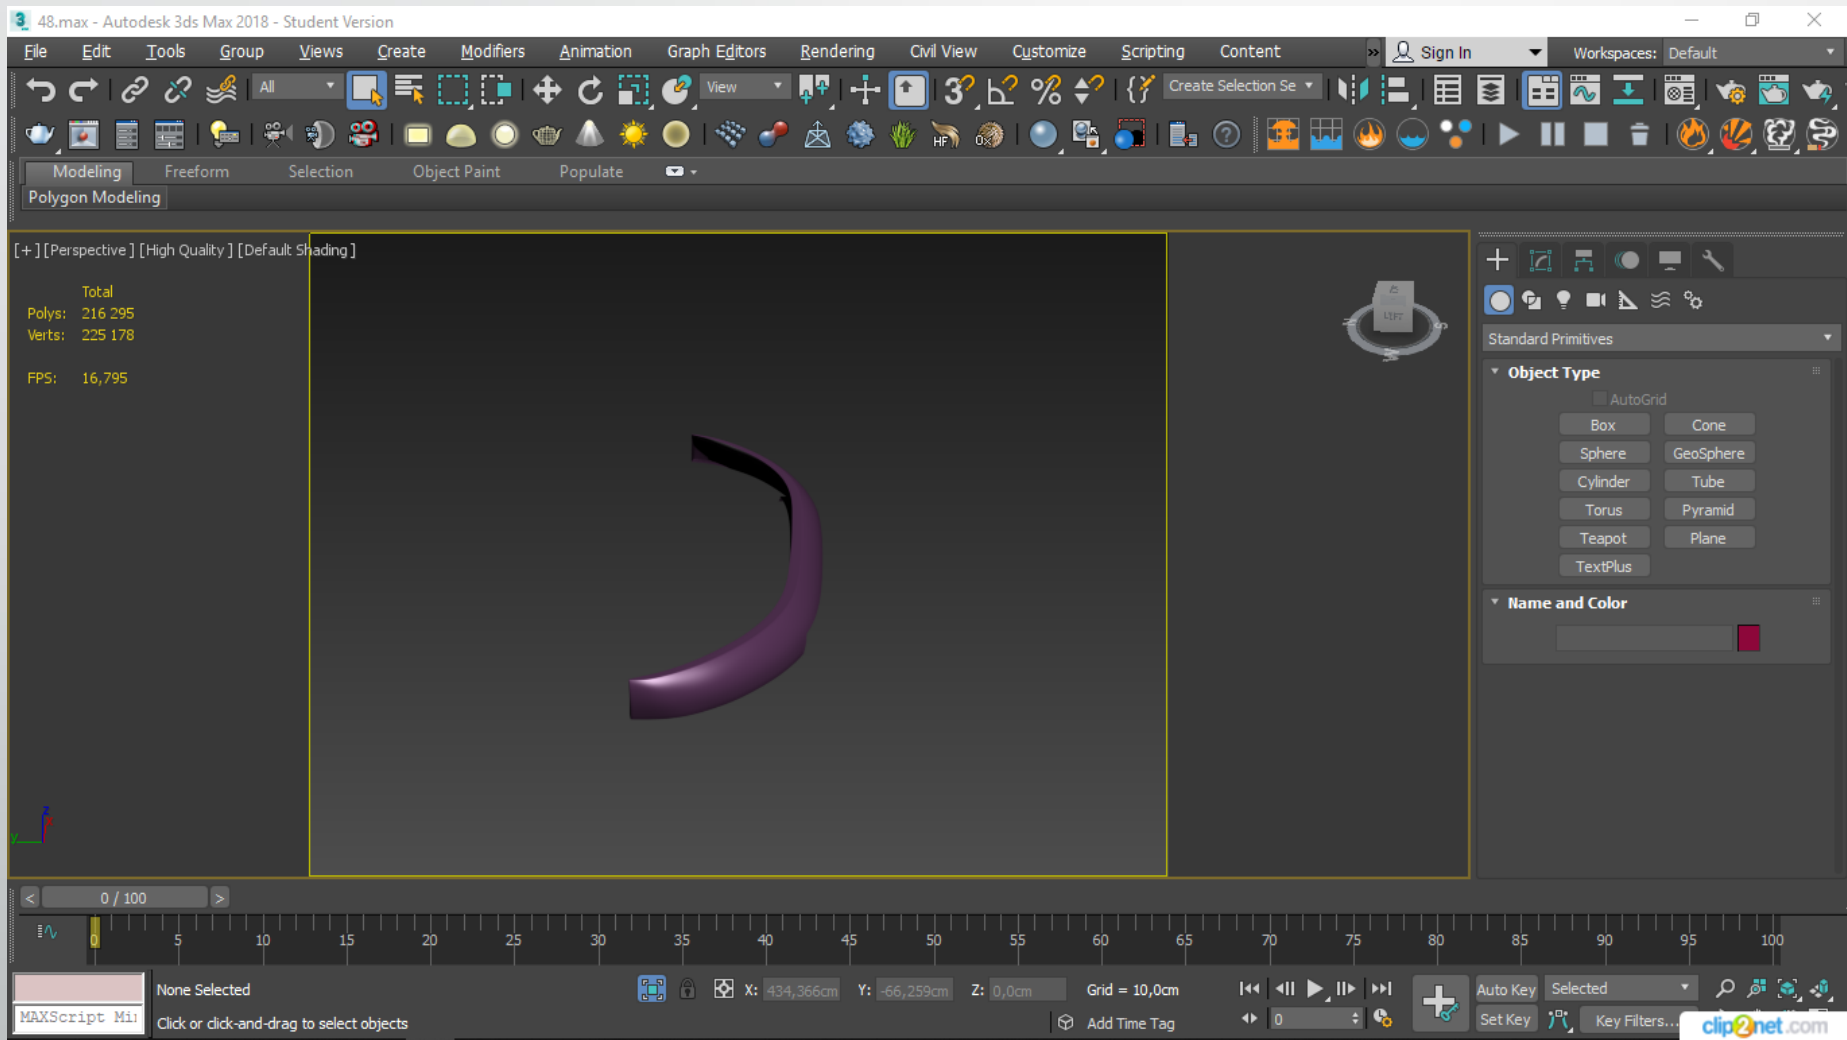 48.max - Autodesk 3ds Max 2018 - Student Version
File Edit Tools Group Views Create Modifiers Animation Graph Editors Rendering Civil View Customize Scripting Content » Sign In Workspaces: Default
All View Create Selection Se
Modeling Freeform Selection Object Paint Populate
Polygon Modeling
[+] [Perspective ] [High Quality ] [Default Shading ]
Total
Polys: 216 295
Verts: 225 178
FPS: 16,795
LEFT
Standard Primitives
Object Type
AutoGrid
Box Cone
Sphere GeoSphere
Cylinder Tube
Torus Pyramid
Teapot Plane
TextPlus
Name and Color
z
y
< 0 / 100 >
0 5 10 15 20 25 30 35 40 45 50 55 60 65 70 75 80 85 90 95 100
None Selected X: 434,366cm Y: -66,259cm Z: 0,0cm Grid = 10,0cm Auto Key Selected
MAXScript Mi
Click or click-and-drag to select objects Add Time Tag 0 Set Key Key Filters...
clip2net.com